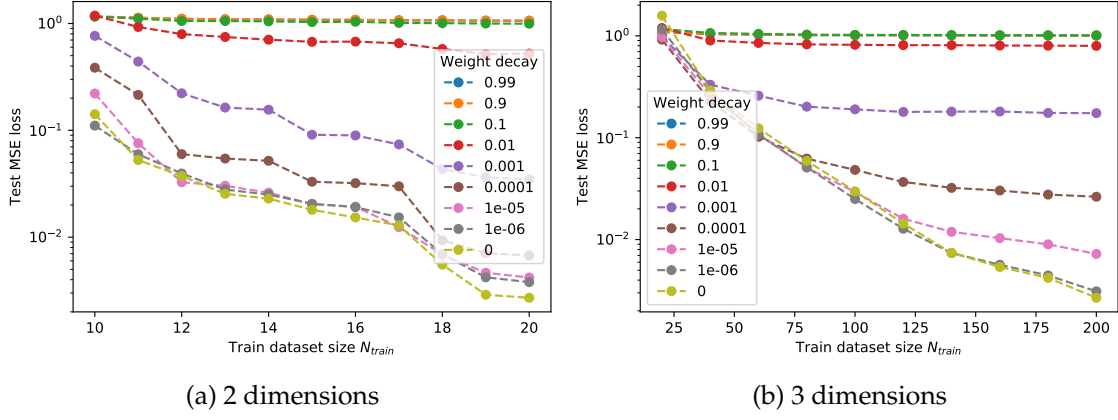 Test MSE loss
10⁰
10⁻¹
10⁻²
10 12 14 16 18 20
Train dataset size N_train
Weight decay
0.99
0.9
0.1
0.01
0.001
0.0001
1e-05
1e-06
0
(a) 2 dimensions
Test MSE loss
10⁰
10⁻¹
10⁻²
25 50 75 100 125 150 175 200
Train dataset size N_train
Weight decay
0.99
0.9
0.1
0.01
0.001
0.0001
1e-05
1e-06
0
(b) 3 dimensions